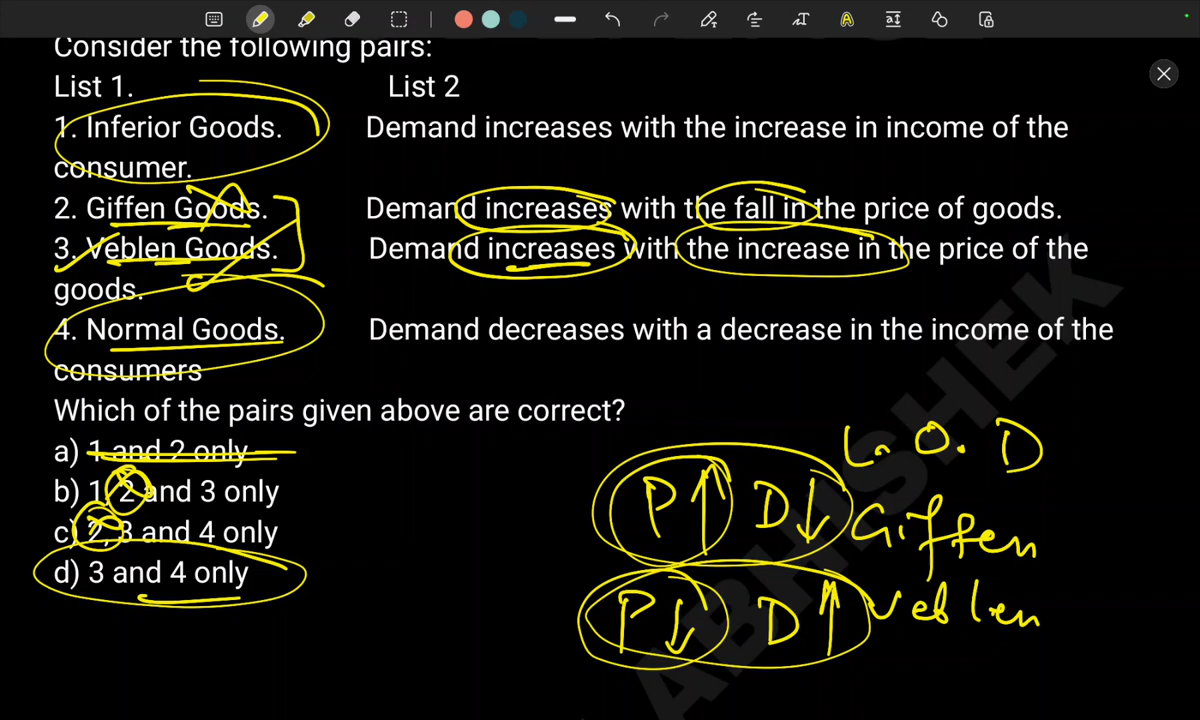 Consider the following pairs:
List 1. List 2
1. Inferior Goods. Demand increases with the increase in income of the
consumer.
2. Giffen Goods. Demand increases with the fall in the price of goods.
3. Veblen Goods. Demand increases with the increase in the price of the
goods.
4. Normal Goods. Demand decreases with a decrease in the income of the
consumers
Which of the pairs given above are correct?
a) 1 and 2 only
b) 1, 2 and 3 only
c) 2, 3 and 4 only
d) 3 and 4 only
L. O. D
P↑ D↓
Giffen
P↓ D↑ Veblen
ABHISHEK